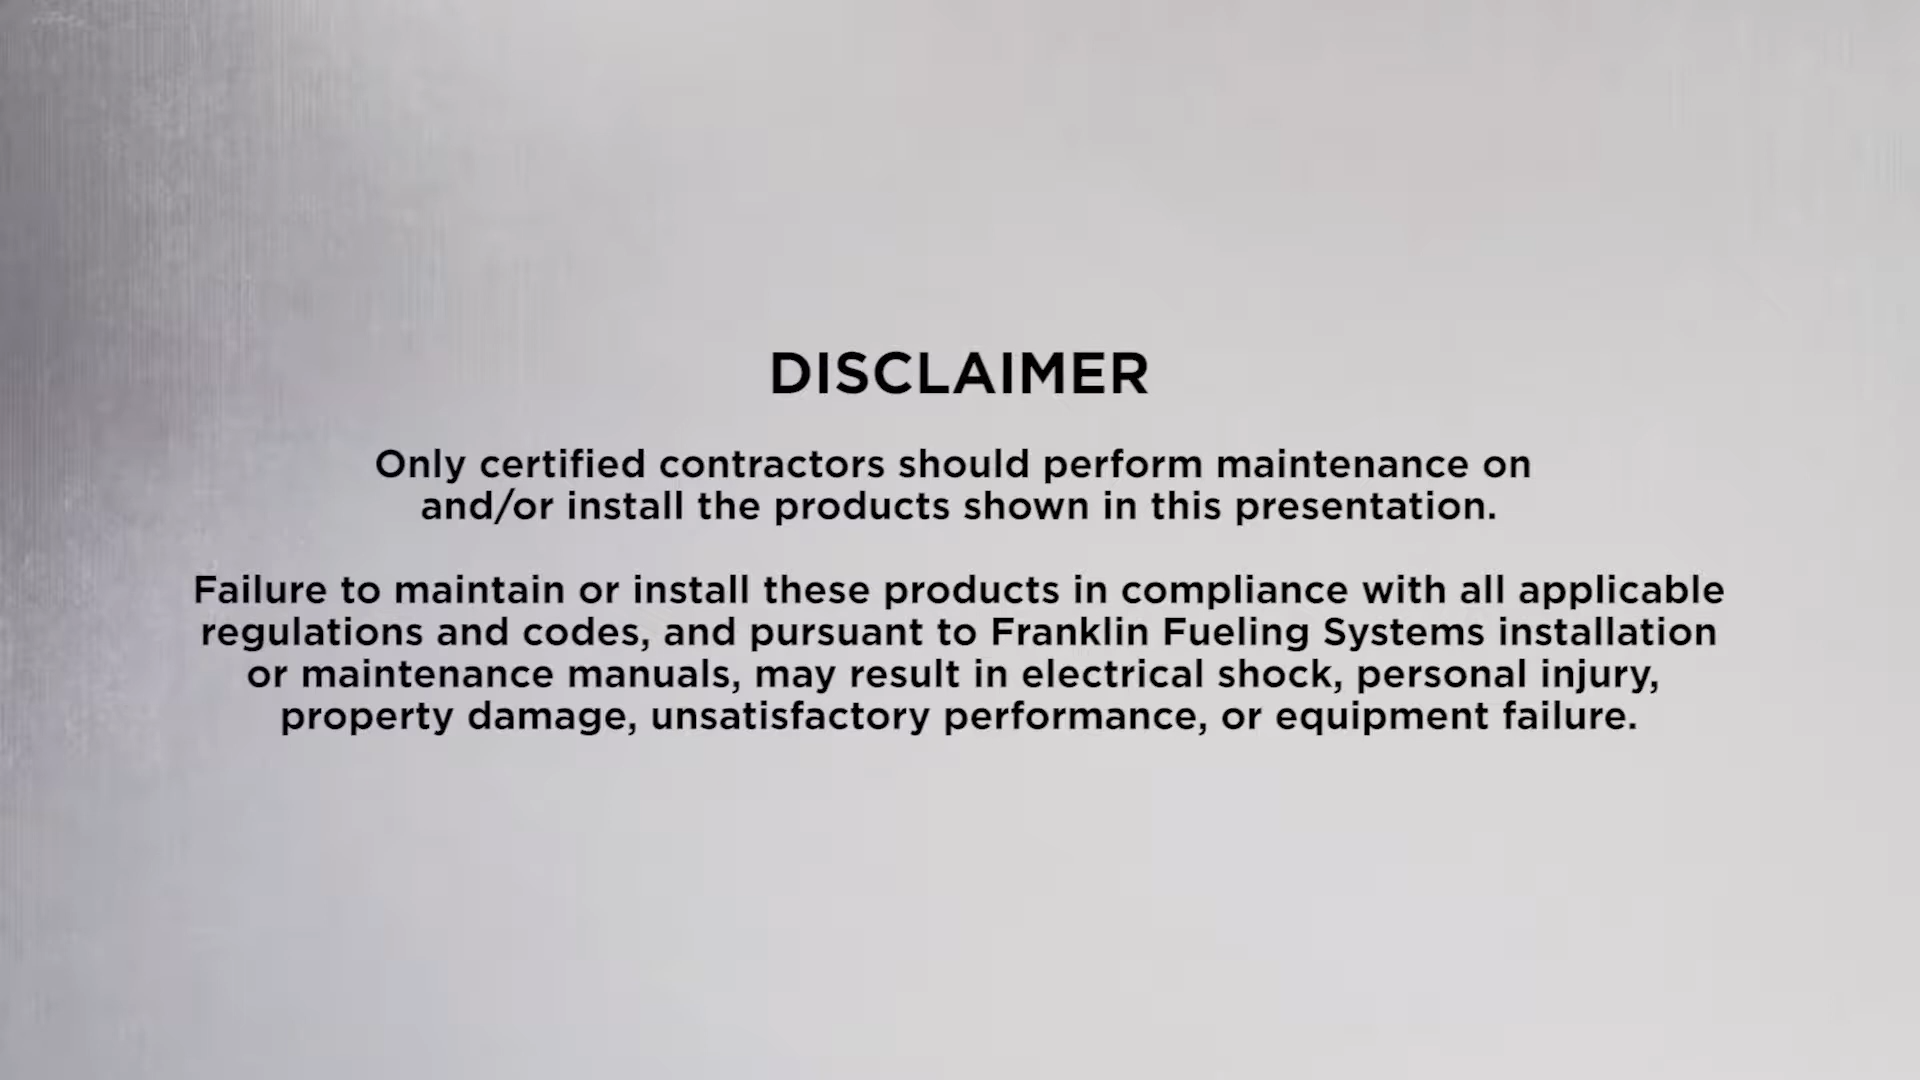 DISCLAIMER
Only certified contractors should perform maintenance on
and/or install the products shown in this presentation.
Failure to maintain or install these products in compliance with all applicable
regulations and codes, and pursuant to Franklin Fueling Systems installation
or maintenance manuals, may result in electrical shock, personal injury,
property damage, unsatisfactory performance, or equipment failure.